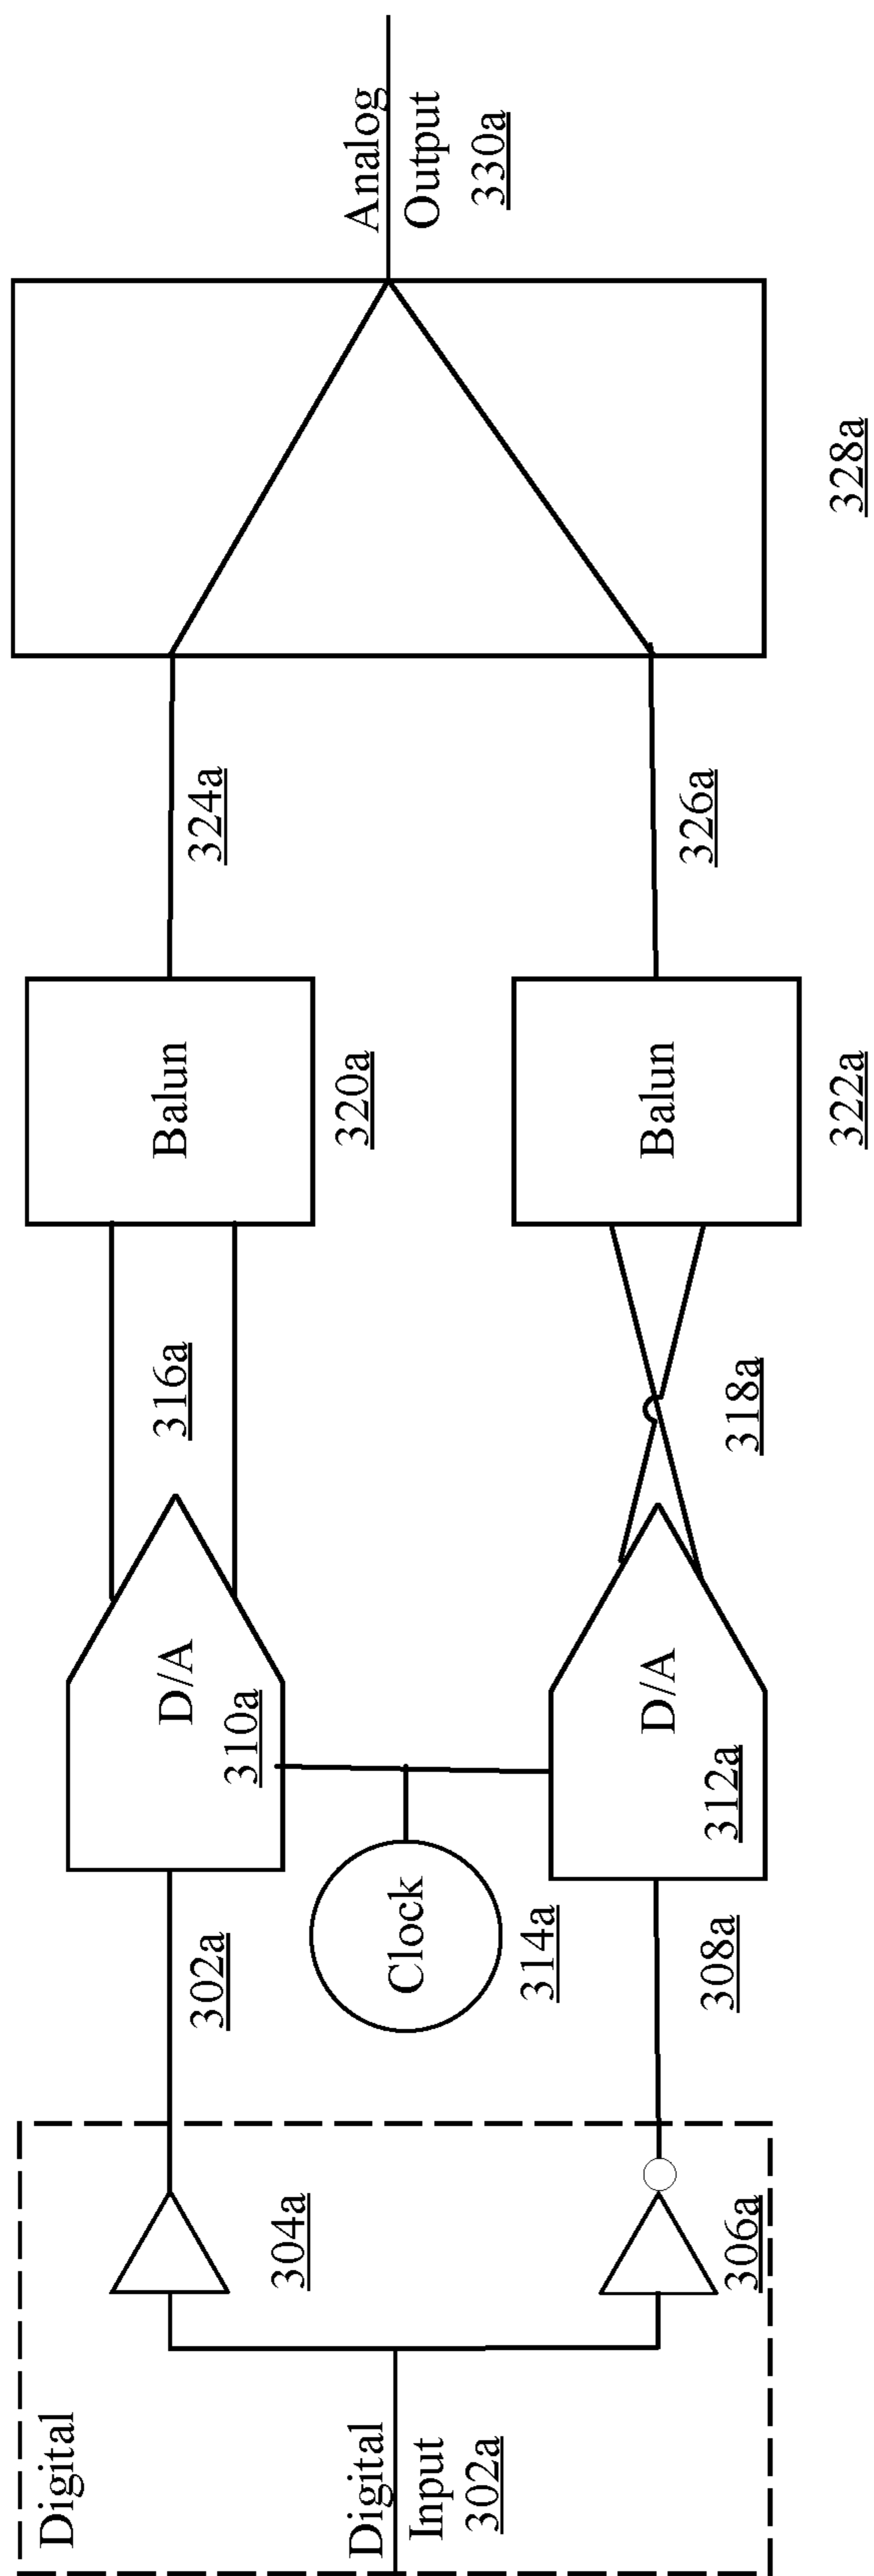 Digital
Digital
Input
302a
304a
306a
302a
308a
Clock
314a
D/A
310a
D/A
312a
316a
318a
Balun
320a
Balun
322a
324a
326a
328a
Analog
Output
330a